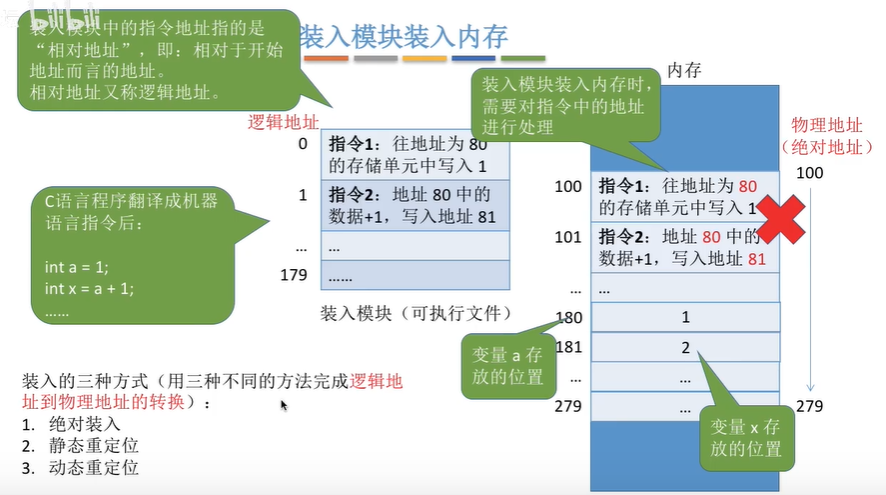 bilibili
装入模块装入内存
装入模块中的指令地址指的是
“相对地址”，即：相对于开始
地址而言的地址。
相对地址又称逻辑地址。
逻辑地址
0
指令1：往地址为 80
的存储单元中写入 1
1
指令2：地址 80 中的
数据+1，写入地址 81
...
...
179
……
装入模块（可执行文件）
C语言程序翻译成机器
语言指令后：
int a = 1;
int x = a + 1;
……
装入模块装入内存时，
需要对指令中的地址
进行处理
内存
物理地址
（绝对地址）
100
279
100
指令1：往地址为 80
的存储单元中写入 1
101
指令2：地址 80 中的
数据+1，写入地址 81
...
...
180
1
181
2
...
...
279
...
变量 a 存
放的位置
变量 x 存
放的位置
装入的三种方式（用三种不同的方法完成逻辑地
址到物理地址的转换）：
1. 绝对装入
2. 静态重定位
3. 动态重定位